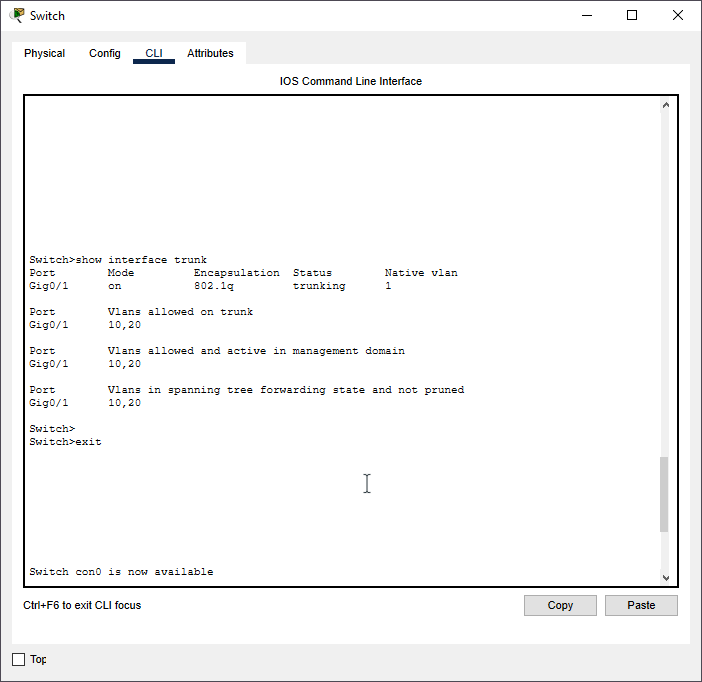 Switch
Physical Config CLI Attributes
IOS Command Line Interface
Switch>show interface trunk
Port Mode Encapsulation Status Native vlan
Gig0/1 on 802.1q trunking 1
Port Vlans allowed on trunk
Gig0/1 10,20
Port Vlans allowed and active in management domain
Gig0/1 10,20
Port Vlans in spanning tree forwarding state and not pruned
Gig0/1 10,20
Switch>
Switch>exit
Switch con0 is now available
Ctrl+F6 to exit CLI focus
Copy Paste
Top